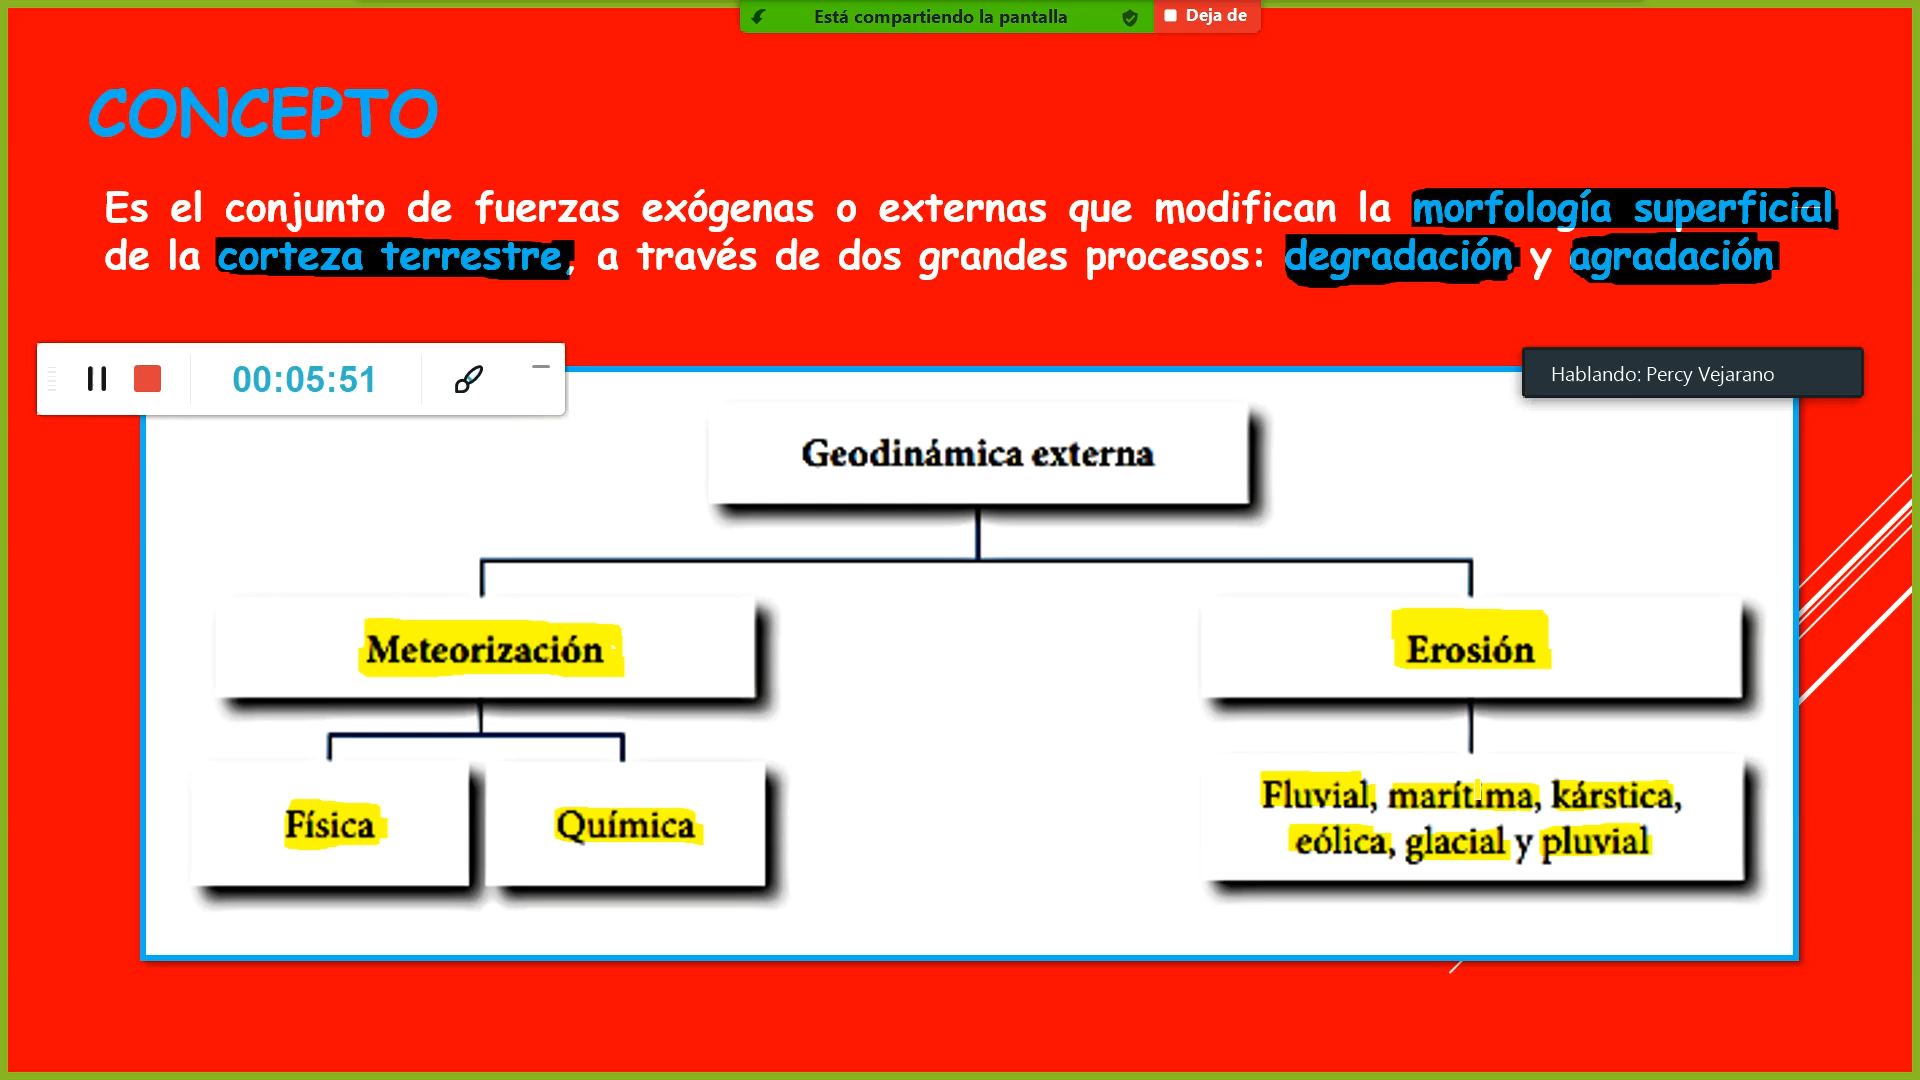 Está compartiendo la pantalla
Deja de
CONCEPTO
Es el conjunto de fuerzas exógenas o externas que modifican la morfología superficial
de la corteza terrestre, a través de dos grandes procesos: degradación y agradación
00:05:51
Hablando: Percy Vejarano
Geodinámica externa
Meteorización
Erosión
Física
Química
Fluvial, marítima, kárstica,
eólica, glacial y pluvial